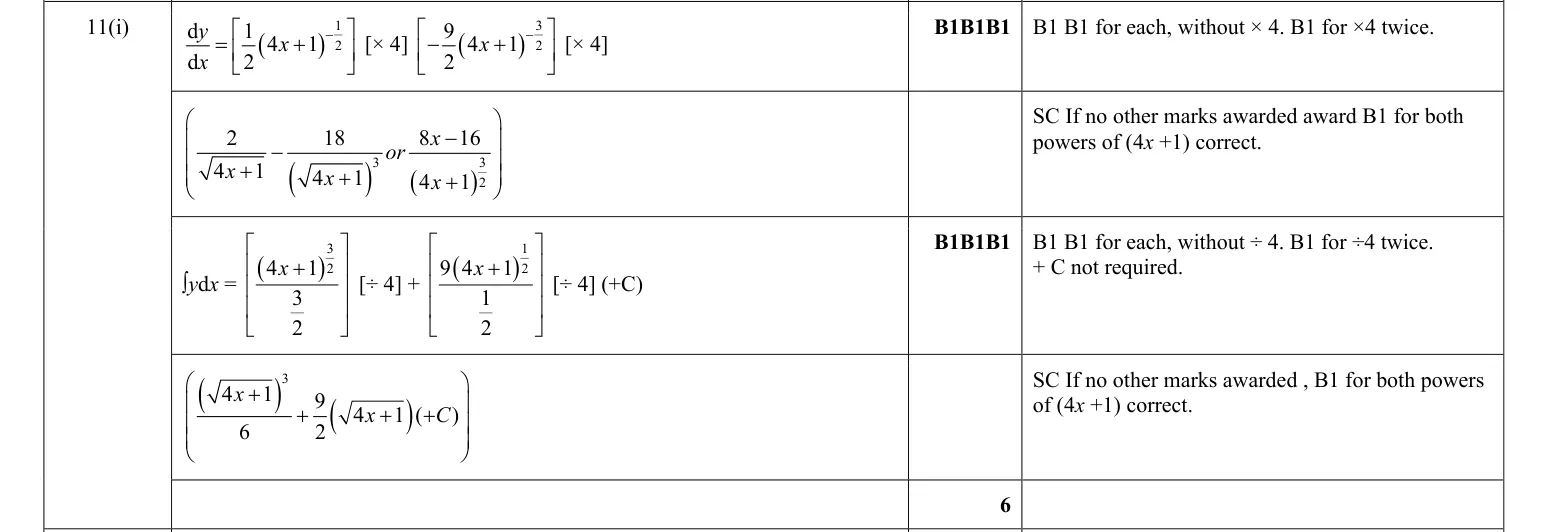 11(i)
dy/dx = [1/2 (4x + 1)^(−1/2)] [× 4] [− 9/2 (4x + 1)^(−3/2)] [× 4]
B1B1B1
B1 B1 for each, without × 4. B1 for ×4 twice.
(2/√(4x + 1) − 18/(√(4x + 1))^3 or (8x − 16)/(4x + 1)^(3/2))
SC If no other marks awarded award B1 for both
powers of (4x +1) correct.
∫ydx = [(4x + 1)^(3/2) / (3/2)] [÷ 4] + [9(4x + 1)^(1/2) / (1/2)] [÷ 4] (+C)
B1B1B1
B1 B1 for each, without ÷ 4. B1 for ÷4 twice.
+ C not required.
((√(4x + 1))^3 / 6 + 9/2 (√(4x + 1)) (+C))
SC If no other marks awarded , B1 for both powers
of (4x +1) correct.
6